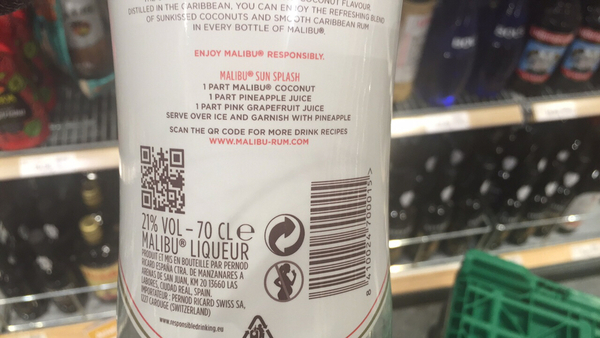 COCONUT FLAVOUR
DISTILLED IN THE CARIBBEAN. YOU CAN ENJOY THE REFRESHING BLEND
OF SUNKISSED COCONUTS AND SMOOTH CARIBBEAN RUM
IN EVERY BOTTLE OF MALIBU®.
ENJOY MALIBU® RESPONSIBLY.
MALIBU® SUN SPLASH
1 PART MALIBU® COCONUT
1 PART PINEAPPLE JUICE
1 PART PINK GRAPEFRUIT JUICE
SERVE OVER ICE AND GARNISH WITH PINEAPPLE
SCAN THE QR CODE FOR MORE DRINK RECIPES
WWW.MALIBU-RUM.COM
21% VOL – 70 CL e
MALIBU® LIQUEUR
PRODUIT ET MIS EN BOUTEILLE PAR PERNOD
RICARD ESPAÑA CTRA. DE MANZANARES A
ARENAS DE SAN JUAN, KM 20 13660 LAS
LABORES, CIUDAD REAL, SPAIN.
IMPORTATEUR : PERNOD RICARD SWISS SA,
1227 CAROUGE (SWITZERLAND)
www.responsibledrinking.eu
8 410024 700015 >